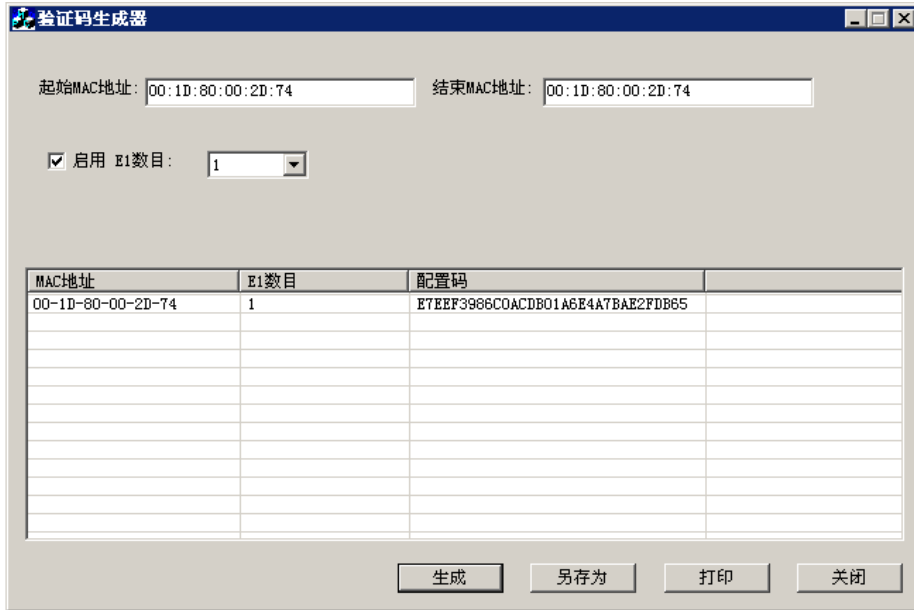 验证码生成器
起始MAC地址: 00:1D:80:00:2D:74 结束MAC地址: 00:1D:80:00:2D:74
启用 E1数目: 1
MAC地址 E1数目 配置码
00-1D-80-00-2D-74 1 E7EEF3986C0ACDB01A6E4A7BAE2FDB65
生成 另存为 打印 关闭